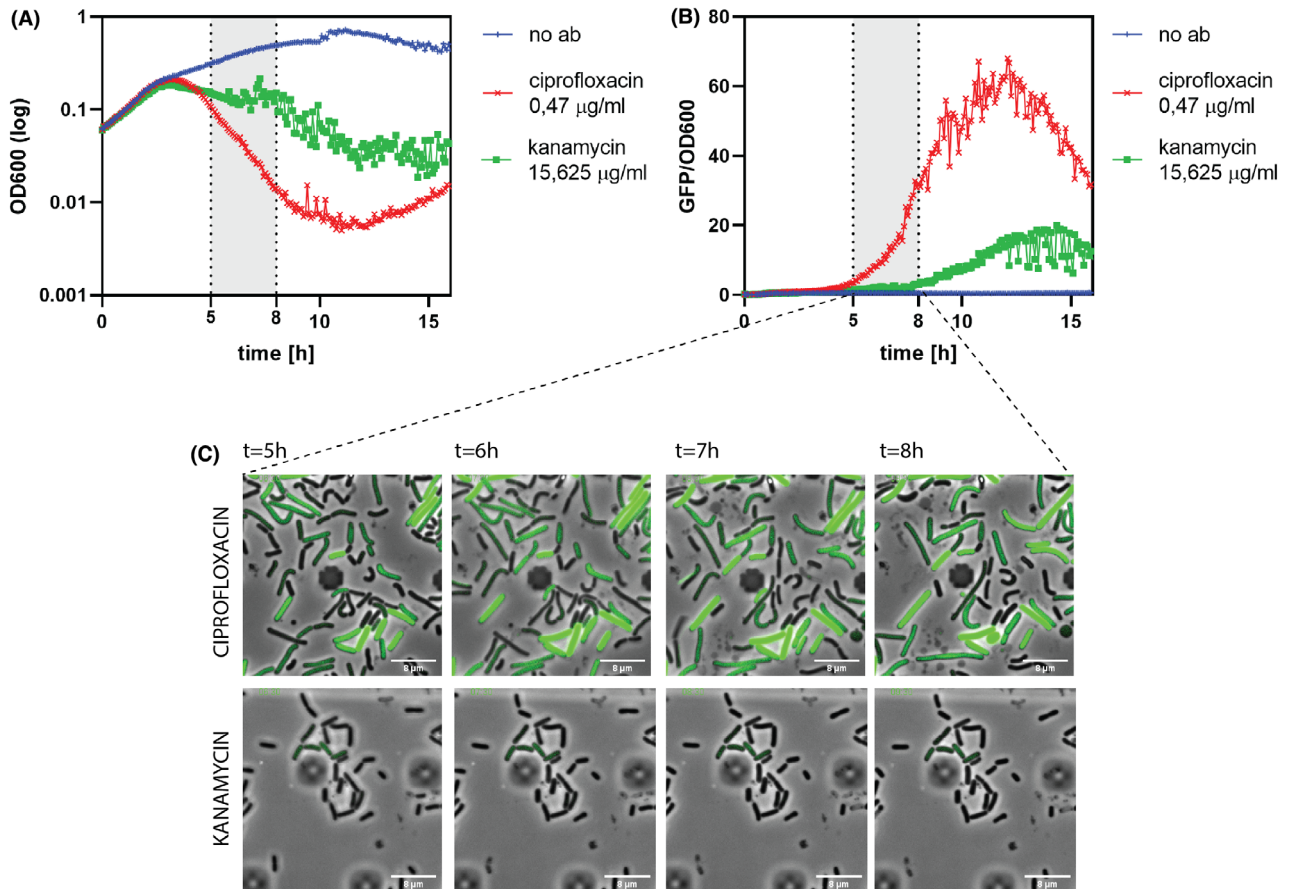 (A)
OD600 (log)
1
0.1
0.01
0.001
0
5
8
10
15
time [h]
no ab
ciprofloxacin
0,47 µg/ml
kanamycin
15,625 µg/ml
(B)
GFP/OD600
80
60
40
20
0
0
5
8
10
15
time [h]
no ab
ciprofloxacin
0,47 µg/ml
kanamycin
15,625 µg/ml
(C)
t=5h
t=6h
t=7h
t=8h
CIPROFLOXACIN
8 µm
8 µm
8 µm
8 µm
KANAMYCIN
8 µm
8 µm
8 µm
8 µm